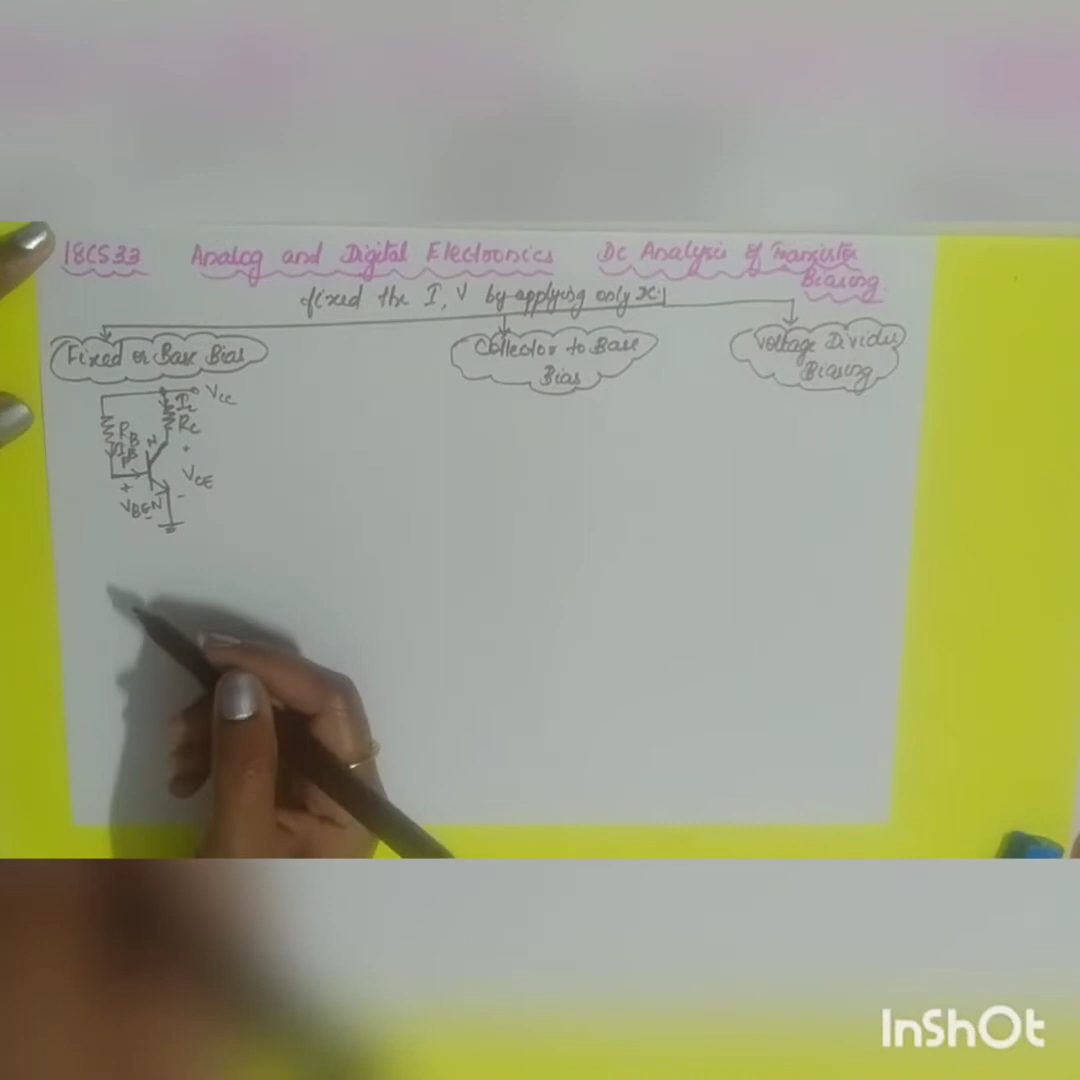 18CS33 Analog and Digital Electronics DC Analysis of Transistor
Biasing
fixed the I, V by applying only
Fixed or Base Bias
Collector to Base
Bias
Voltage Divider
Biasing
VCC
IC
RC
RB
IB
N
P
+
VCE
+
-
VBE N
-
InShOt